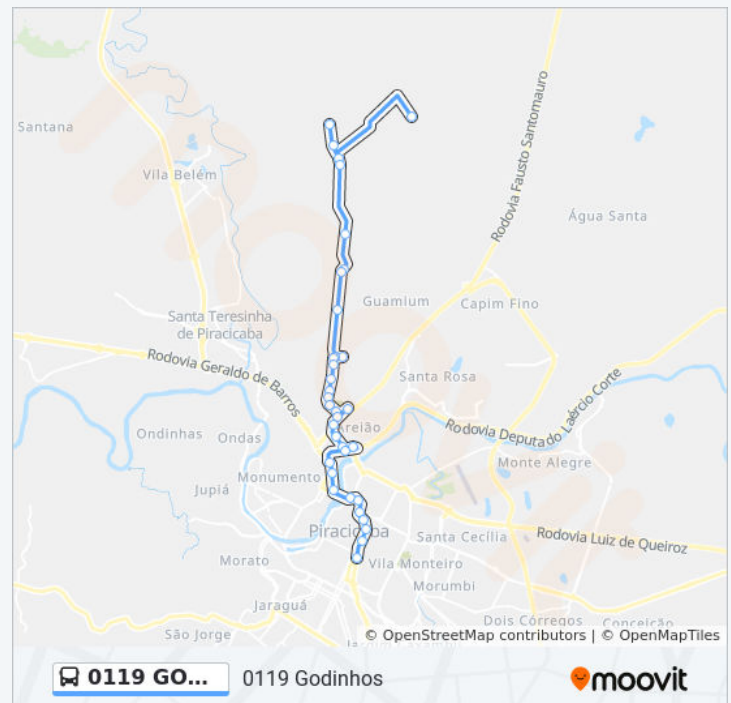 Santana
Vila Belém
Rodovia Fausto Santomauro
Água Santa
Guamium
Capim Fino
Santa Teresinha
de Piracicaba
Rodovia Geraldo de Barros
Santa Rosa
Rodovia Deputado Laércio Corte
Areião
Ondinhas
Ondas
Monte Alegre
Monumento
Jupiá
Piracicaba
Santa Cecília
Rodovia Luiz de Queiroz
Morato
Vila Monteiro
Morumbi
Jaraguá
Dois Córregos
Conceição
São Jorge
© OpenStreetMap contributors | © OpenMapTiles
0119 GO...
0119 Godinhos
moovit